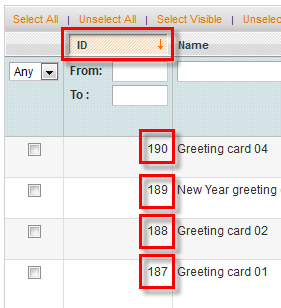 Select All | Unselect All | Select Visible | Unselec
ID Name
Any From:
To :
190 Greeting card 04
189 New Year greeting
188 Greeting card 02
187 Greeting card 01